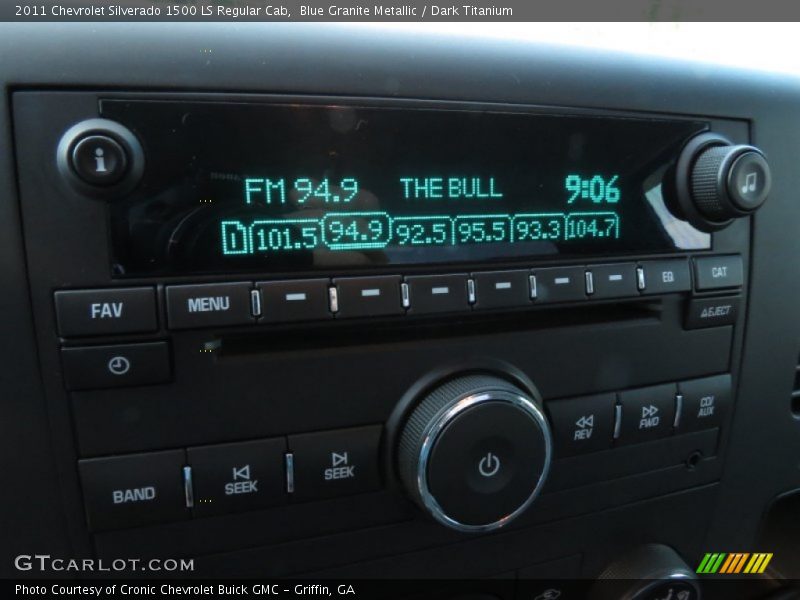 2011 Chevrolet Silverado 1500 LS Regular Cab,  Blue Granite Metallic / Dark Titanium
i
FM 94.9 THE BULL 9:06
D 101.5 94.9 92.5 95.5 93.3 104.7
FAV MENU EQ CAT
EJECT
REV FWD CD/AUX
BAND SEEK SEEK
GTCARLOT.COM
Photo Courtesy of Cronic Chevrolet Buick GMC – Griffin, GA